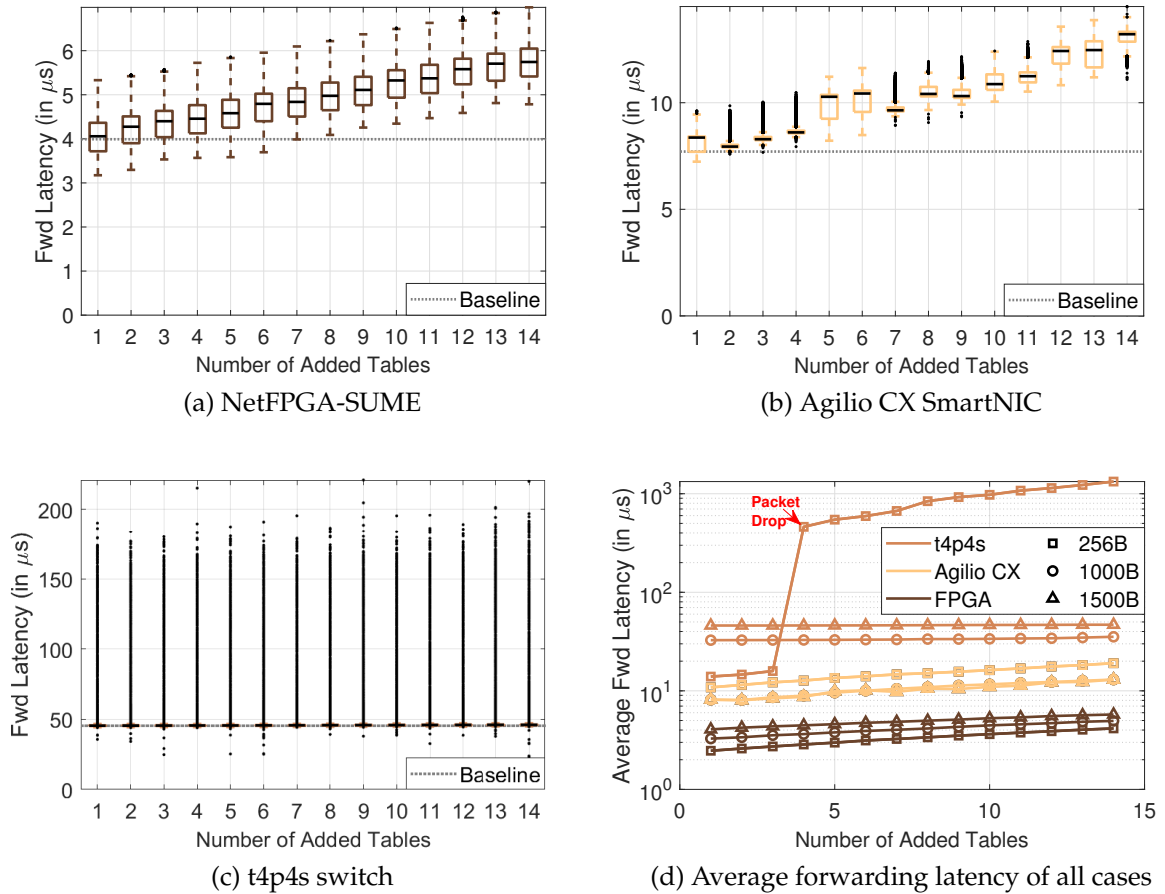 Fwd Latency (in μs)
6
5
4
3
2
1
0
Baseline
1 2 3 4 5 6 7 8 9 10 11 12 13 14
Number of Added Tables
(a) NetFPGA-SUME
Fwd Latency (in μs)
10
5
0
Baseline
1 2 3 4 5 6 7 8 9 10 11 12 13 14
Number of Added Tables
(b) Agilio CX SmartNIC
Fwd Latency (in μs)
200
150
100
50
0
Baseline
1 2 3 4 5 6 7 8 9 10 11 12 13 14
Number of Added Tables
(c) t4p4s switch
Average Fwd Latency (in μs)
10³
10²
10¹
10⁰
Packet
Drop
t4p4s 256B
Agilio CX 1000B
FPGA 1500B
0 5 10 15
Number of Added Tables
(d) Average forwarding latency of all cases